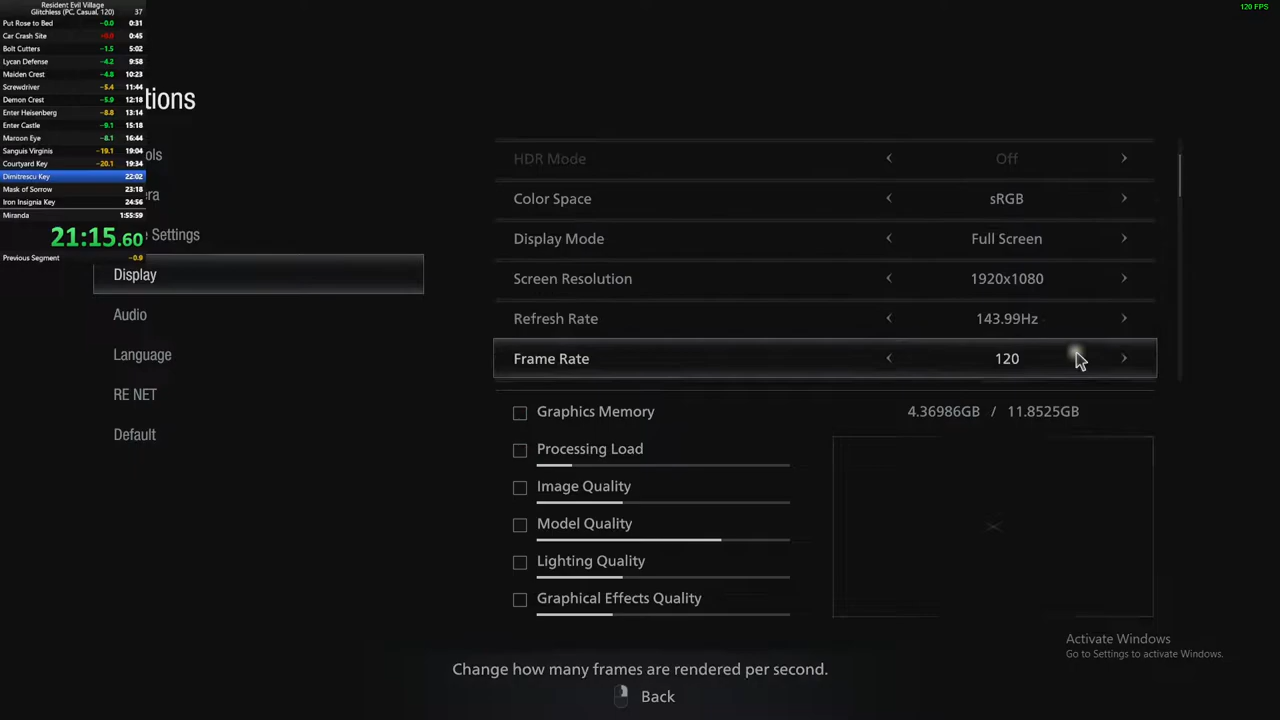 Resident Evil Village
Glitchless (PC, Casual, 120) 37
Put Rose to Bed -0.0 0:31
Car Crash Site +0.0 0:45
Bolt Cutters -1.5 5:02
Lycan Defense -4.2 9:58
Maiden Crest -4.8 10:23
Screwdriver -5.4 11:44
Demon Crest -5.9 12:18
Enter Heisenberg -8.8 13:14
Enter Castle -9.1 15:18
Maroon Eye -8.1 16:44
Sanguis Virginis -19.1 19:04
Courtyard Key -20.1 19:34
Dimitrescu Key 22:02
Mask of Sorrow 23:18
Iron Insignia Key 24:56
Miranda 1:55:59
21:15.60
Previous Segment -0.9
120 FPS
tions
ols
era
e Settings
Display
Audio
Language
RE NET
Default
HDR Mode < Off >
Color Space < sRGB >
Display Mode < Full Screen >
Screen Resolution < 1920x1080 >
Refresh Rate < 143.99Hz >
Frame Rate < 120 >
Graphics Memory 4.36986GB / 11.8525GB
Processing Load
Image Quality
Model Quality
Lighting Quality
Graphical Effects Quality
Activate Windows
Go to Settings to activate Windows.
Change how many frames are rendered per second.
Back